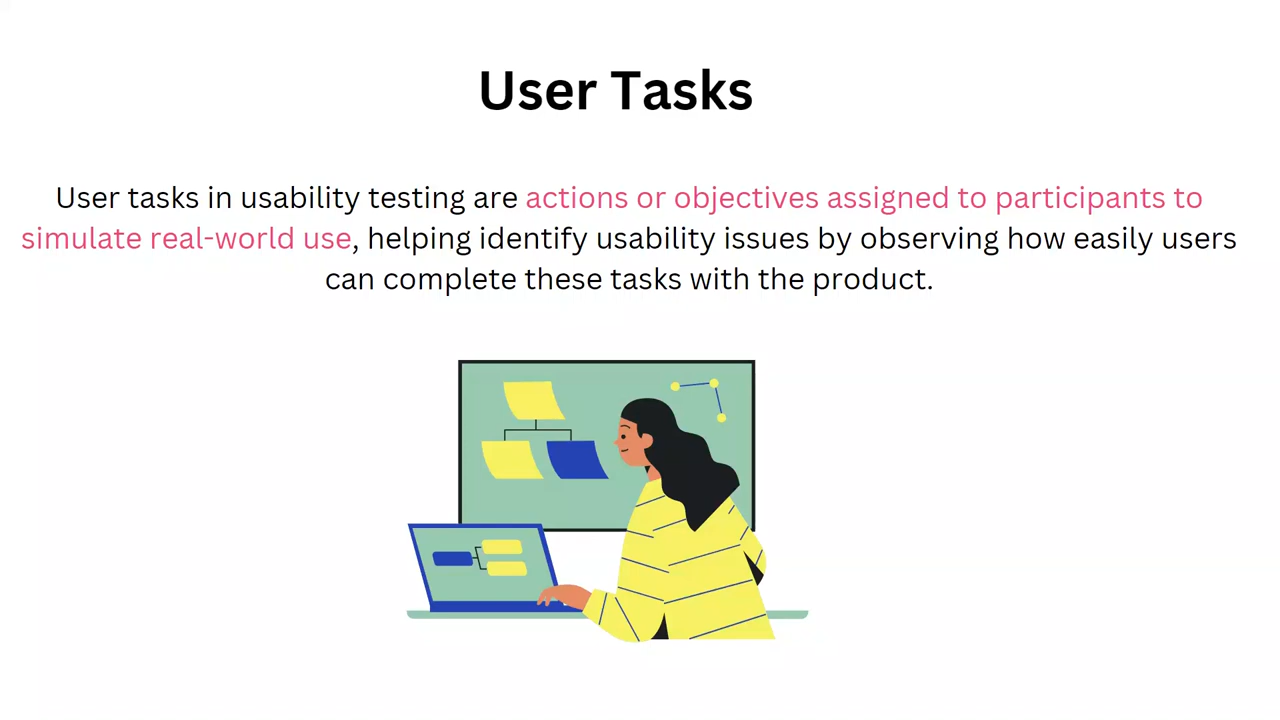 User Tasks
User tasks in usability testing are actions or objectives assigned to participants to
simulate real-world use, helping identify usability issues by observing how easily users
can complete these tasks with the product.